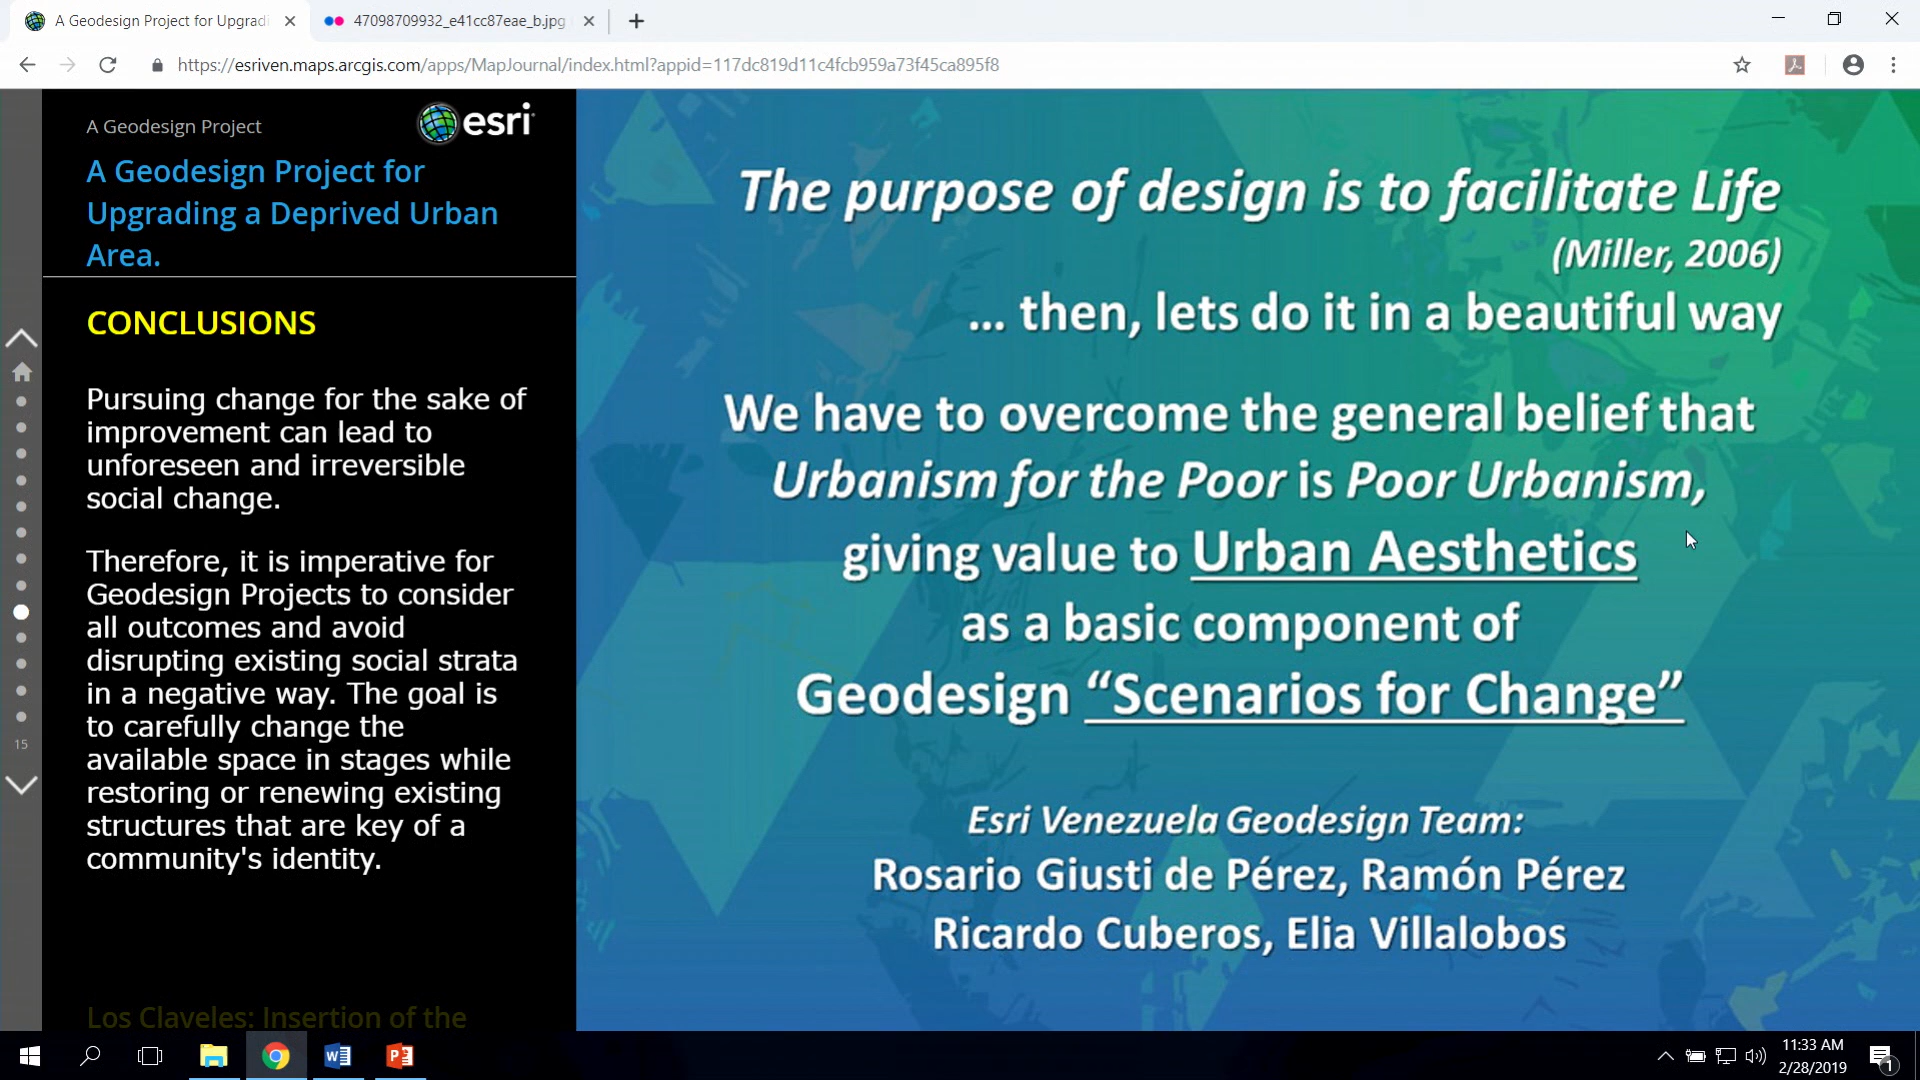 A Geodesign Project for Upgradi
47098709932_e41cc87eae_b.jpg
https://esriven.maps.arcgis.com/apps/MapJournal/index.html?appid=117dc819d11c4fcb959a73f45ca895f8
A Geodesign Project
esri
A Geodesign Project for
Upgrading a Deprived Urban
Area.
CONCLUSIONS
Pursuing change for the sake of
improvement can lead to
unforeseen and irreversible
social change.
Therefore, it is imperative for
Geodesign Projects to consider
all outcomes and avoid
disrupting existing social strata
in a negative way. The goal is
to carefully change the
available space in stages while
restoring or renewing existing
structures that are key of a
community's identity.
Los Claveles: Insertion of the
15
The purpose of design is to facilitate Life
(Miller, 2006)
... then, lets do it in a beautiful way
We have to overcome the general belief that
Urbanism for the Poor is Poor Urbanism,
giving value to Urban Aesthetics
as a basic component of
Geodesign “Scenarios for Change”
Esri Venezuela Geodesign Team:
Rosario Giusti de Pérez, Ramón Pérez
Ricardo Cuberos, Elia Villalobos
11:33 AM
2/28/2019
1